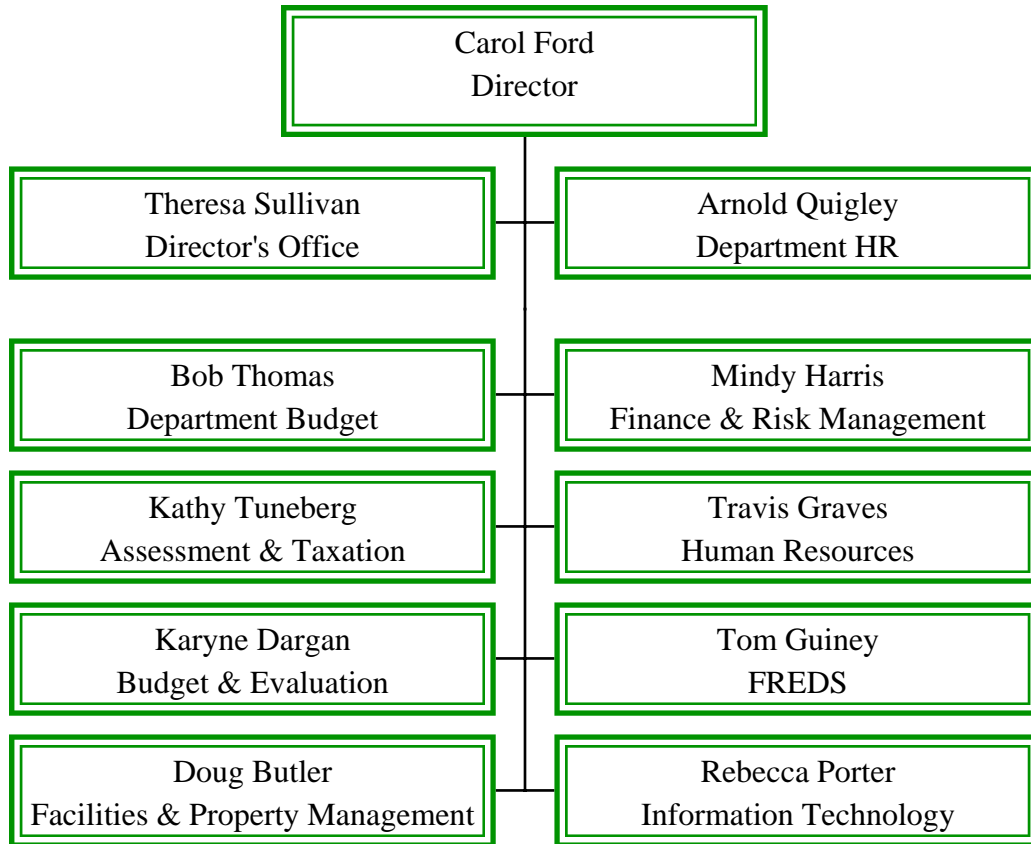 Carol Ford
Director
Theresa Sullivan
Director's Office
Arnold Quigley
Department HR
Bob Thomas
Department Budget
Mindy Harris
Finance & Risk Management
Kathy Tuneberg
Assessment & Taxation
Travis Graves
Human Resources
Karyne Dargan
Budget & Evaluation
Tom Guiney
FREDS
Doug Butler
Facilities & Property Management
Rebecca Porter
Information Technology